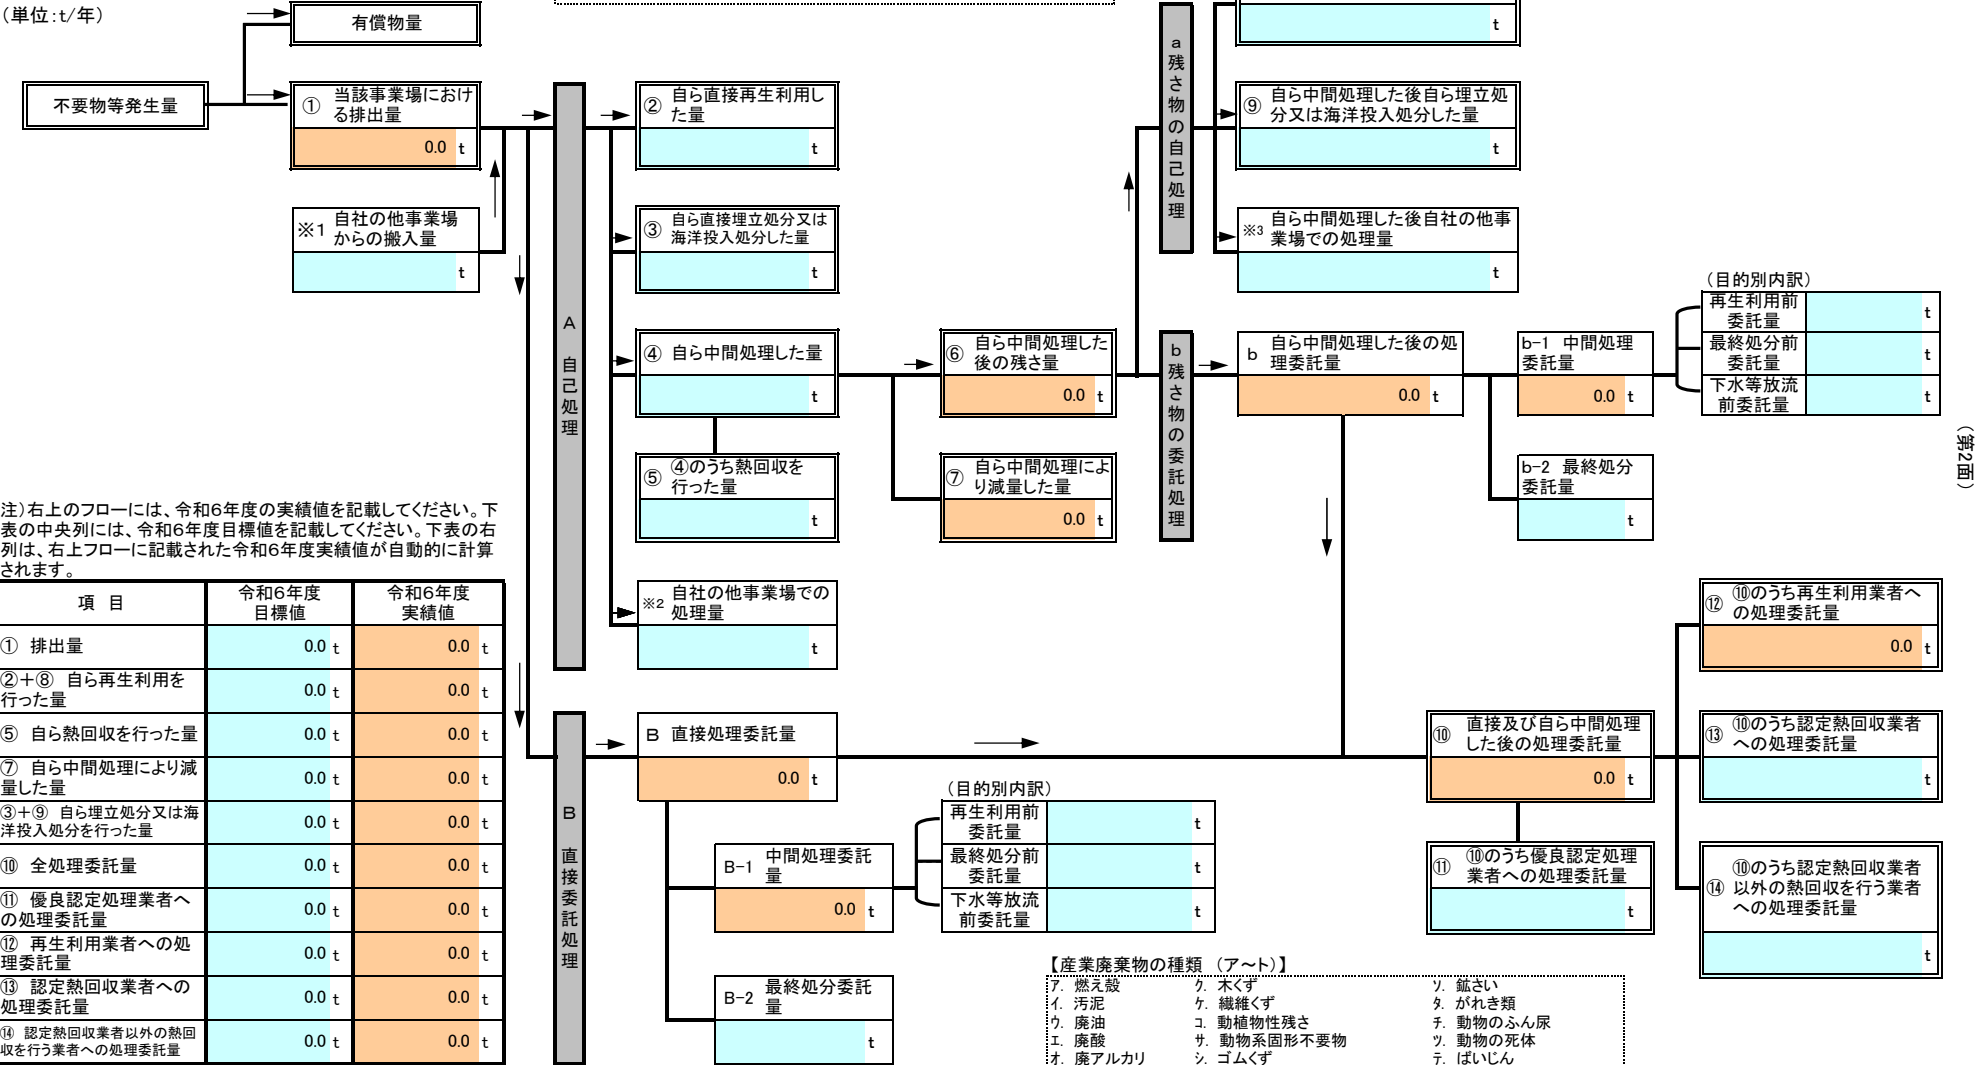 （単位：t/年）
有償物量
不要物等発生量
① 当該事業場におけ
る排出量
0.0 t
※1 自社の他事業場
からの搬入量
t
A 自己処理
② 自ら直接再生利用し
た量
t
③ 自ら直接埋立処分又は
海洋投入処分した量
t
④ 自ら中間処理した量
t
⑤ ④のうち熱回収を
行った量
t
※2 自社の他事業場での
処理量
t
⑥ 自ら中間処理した
後の残さ量
0.0 t
⑦ 自ら中間処理によ
り減量した量
0.0 t
a 残さ物の自己処理
t
⑨ 自ら中間処理した後自ら埋立処
分又は海洋投入処分した量
t
※3 自ら中間処理した後自社の他事
業場での処理量
t
b 残さ物の委託処理
b 自ら中間処理した後の処
理委託量
0.0 t
b-1 中間処理
委託量
0.0 t
b-2 最終処分
委託量
t
（目的別内訳）
再生利用前
委託量
t
最終処分前
委託量
t
下水等放流
前委託量
t
（第2面）
注）右上のフローには、令和6年度の実績値を記載してください。下
表の中央列には、令和6年度目標値を記載してください。下表の右
列は、右上フローに記載された令和6年度実績値が自動的に計算
されます。
項 目 令和6年度
目標値 令和6年度
実績値
① 排出量 0.0 t 0.0 t
②＋⑧ 自ら再生利用を
行った量 0.0 t 0.0 t
⑤ 自ら熱回収を行った量 0.0 t 0.0 t
⑦ 自ら中間処理により減
量した量 0.0 t 0.0 t
③＋⑨ 自ら埋立処分又は海
洋投入処分を行った量 0.0 t 0.0 t
⑩ 全処理委託量 0.0 t 0.0 t
⑪ 優良認定処理業者へ
の処理委託量 0.0 t 0.0 t
⑫ 再生利用業者への処
理委託量 0.0 t 0.0 t
⑬ 認定熱回収業者への
処理委託量 0.0 t 0.0 t
⑭ 認定熱回収業者以外の熱回
収を行う業者への処理委託量 0.0 t 0.0 t
B 直接委託処理
B 直接処理委託量
0.0 t
B-1 中間処理委託
量
0.0 t
B-2 最終処分委託
量
t
（目的別内訳）
再生利用前
委託量
t
最終処分前
委託量
t
下水等放流
前委託量
t
⑩ 直接及び自ら中間処理
した後の処理委託量
0.0 t
⑪ ⑩のうち優良認定処理
業者への処理委託量
t
⑫ ⑩のうち再生利用業者へ
の処理委託量
0.0 t
⑬ ⑩のうち認定熱回収業者
への処理委託量
t
⑭ ⑩のうち認定熱回収業者
以外の熱回収を行う業者
への処理委託量
t
【産業廃棄物の種類 （ア～ト）】
ア. 燃え殻 ク. 木くず ソ. 鉱さい
イ. 汚泥 ケ. 繊維くず タ. がれき類
ウ. 廃油 コ. 動植物性残さ チ. 動物のふん尿
エ. 廃酸 サ. 動物系固形不要物 ツ. 動物の死体
オ. 廃アルカリ シ. ゴムくず テ. ばいじん